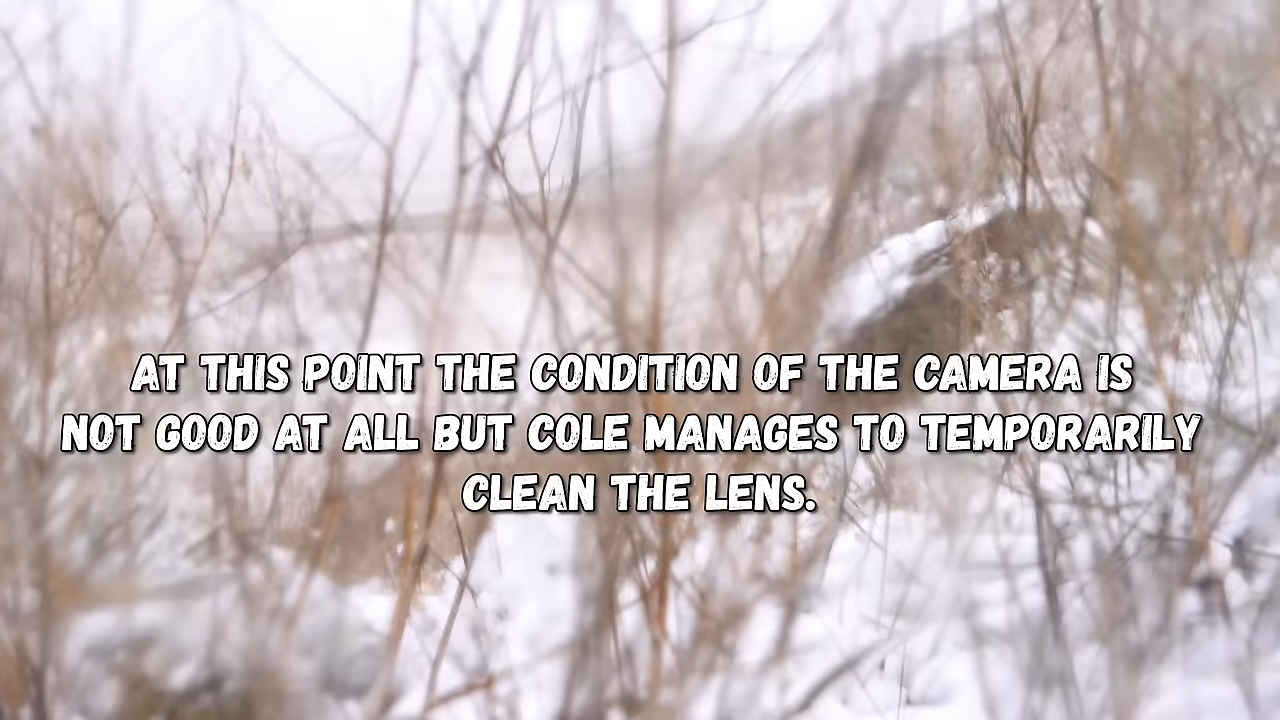 AT THIS POINT THE CONDITION OF THE CAMERA IS
NOT GOOD AT ALL BUT COLE MANAGES TO TEMPORARILY
CLEAN THE LENS.